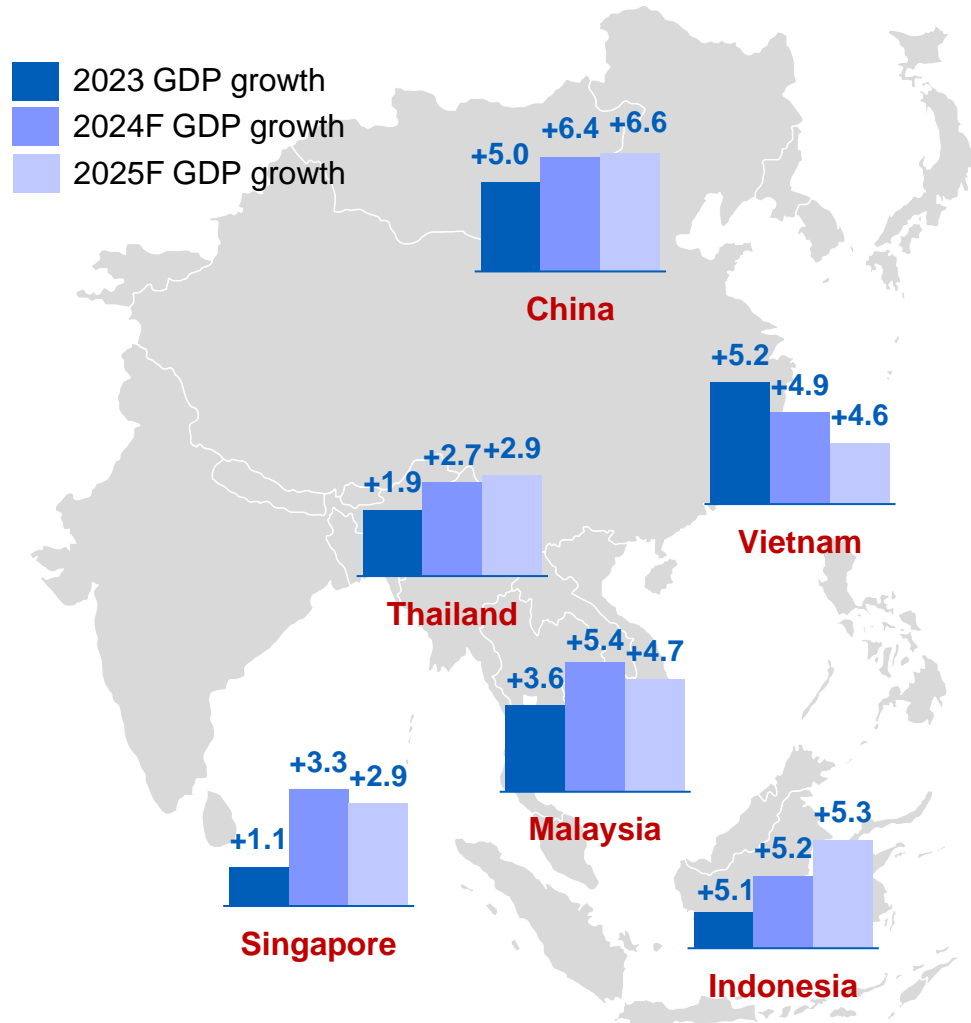 2023 GDP growth
2024F GDP growth
2025F GDP growth
+5.0
+6.4
+6.6
China
+5.2
+4.9
+4.6
Vietnam
+1.9
+2.7
+2.9
Thailand
+3.6
+5.4
+4.7
Malaysia
+1.1
+3.3
+2.9
Singapore
+5.1
+5.2
+5.3
Indonesia